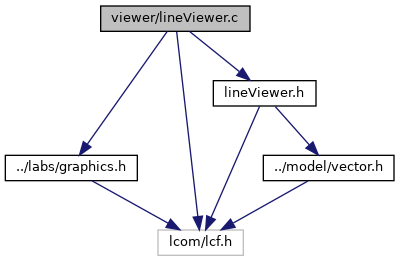 viewer/lineViewer.c
lineViewer.h
../labs/graphics.h
../model/vector.h
lcom/lcf.h